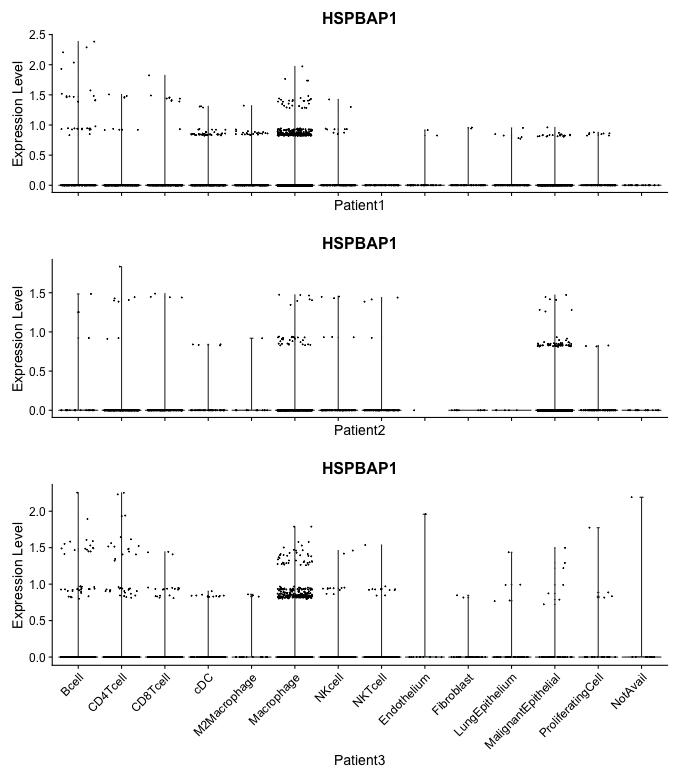 HSPBAP1
2.5
2.0
1.5
1.0
0.5
0.0
Expression Level
Patient1
HSPBAP1
1.5
1.0
0.5
0.0
Expression Level
Patient2
HSPBAP1
2.0
1.5
1.0
0.5
0.0
Expression Level
Bcell
CD4Tcell
CD8Tcell
cDC
M2Macrophage
Macrophage
NKcell
NKTcell
Endothelium
Fibroblast
LungEpithelium
MalignantEpithelial
ProliferatingCell
NotAvail
Patient3